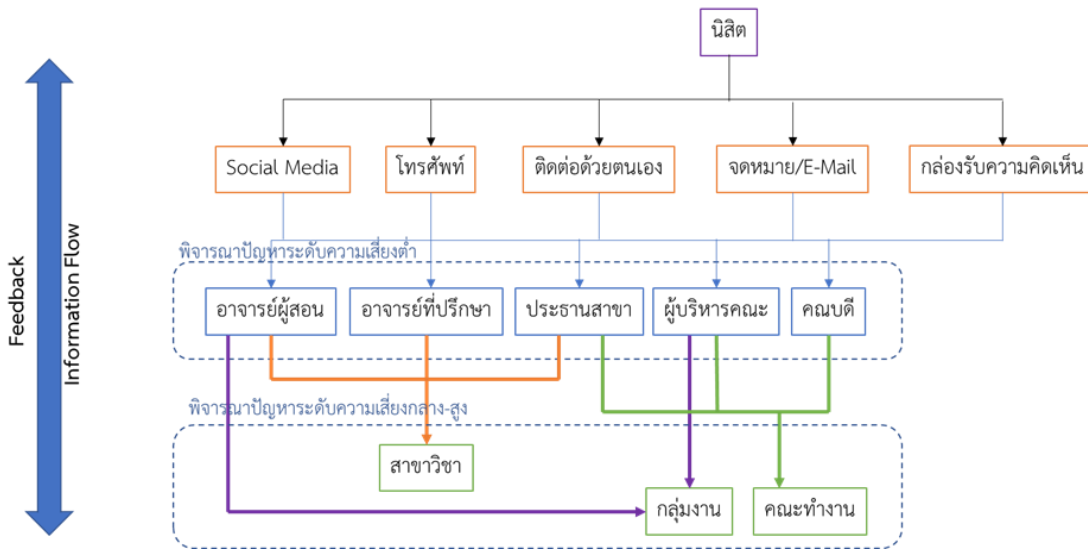 นิสิต
Social Media
โทรศัพท์
ติดต่อด้วยตนเอง
จดหมาย/E-Mail
กล่องรับความคิดเห็น
Feedback
Information Flow
พิจารณาปัญหาระดับความเสี่ยงต่ำ
อาจารย์ผู้สอน
อาจารย์ที่ปรึกษา
ประธานสาขา
ผู้บริหารคณะ
คณบดี
พิจารณาปัญหาระดับความเสี่ยงกลาง-สูง
สาขาวิชา
กลุ่มงาน
คณะทำงาน